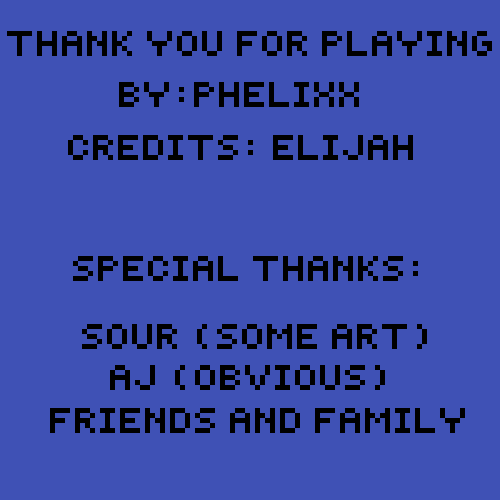 THANK YOU FOR PLAYING
BY:PHELIXX
CREDITS: ELIJAH
SPECIAL THANKS:
SOUR (SOME ART)
AJ (OBVIOUS)
FRIENDS AND FAMILY